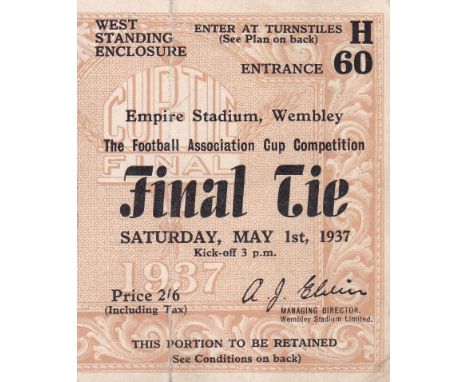 WEST
STANDING
ENCLOSURE
ENTER AT TURNSTILES
(See Plan on back)
H
ENTRANCE 60
CUP TIE
FINAL
Empire Stadium, Wembley
The Football Association Cup Competition
Final Tie
SATURDAY, MAY 1st, 1937
Kick-off 3 p.m.
1937
Price 2/6
(Including Tax)
A. J. Elvin
MANAGING DIRECTOR,
Wembley Stadium Limited.
THIS PORTION TO BE RETAINED
(See Conditions on back)